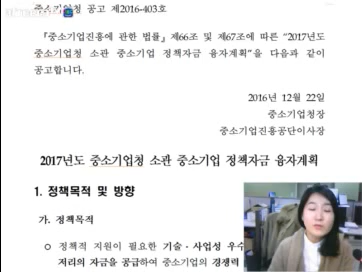 중소기업청 공고 제2016-403호
『중소기업진흥에 관한 법률』 제66조 및 제67조에 따른 “2017년도
중소기업청 소관 중소기업 정책자금 융자계획”을 다음과 같이
공고합니다.
2016년 12월 22일
중소기업청장
중소기업진흥공단이사장
2017년도 중소기업청 소관 중소기업 정책자금 융자계획
1. 정책목적 및 방향
가. 정책목적
○ 정책적 지원이 필요한 기술·사업성 우수
저리의 자금을 공급하여 중소기업의 경쟁력